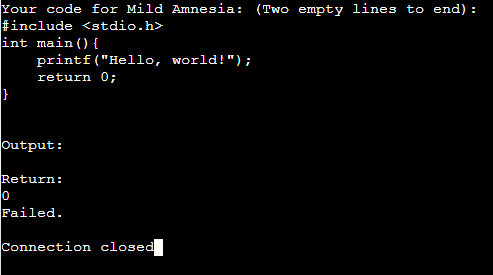 Your code for Mild Amnesia: (Two empty lines to end):
#include <stdio.h>
int main(){
    printf("Hello, world!");
    return 0;
}
Output:
Return:
0
Failed.
Connection closed